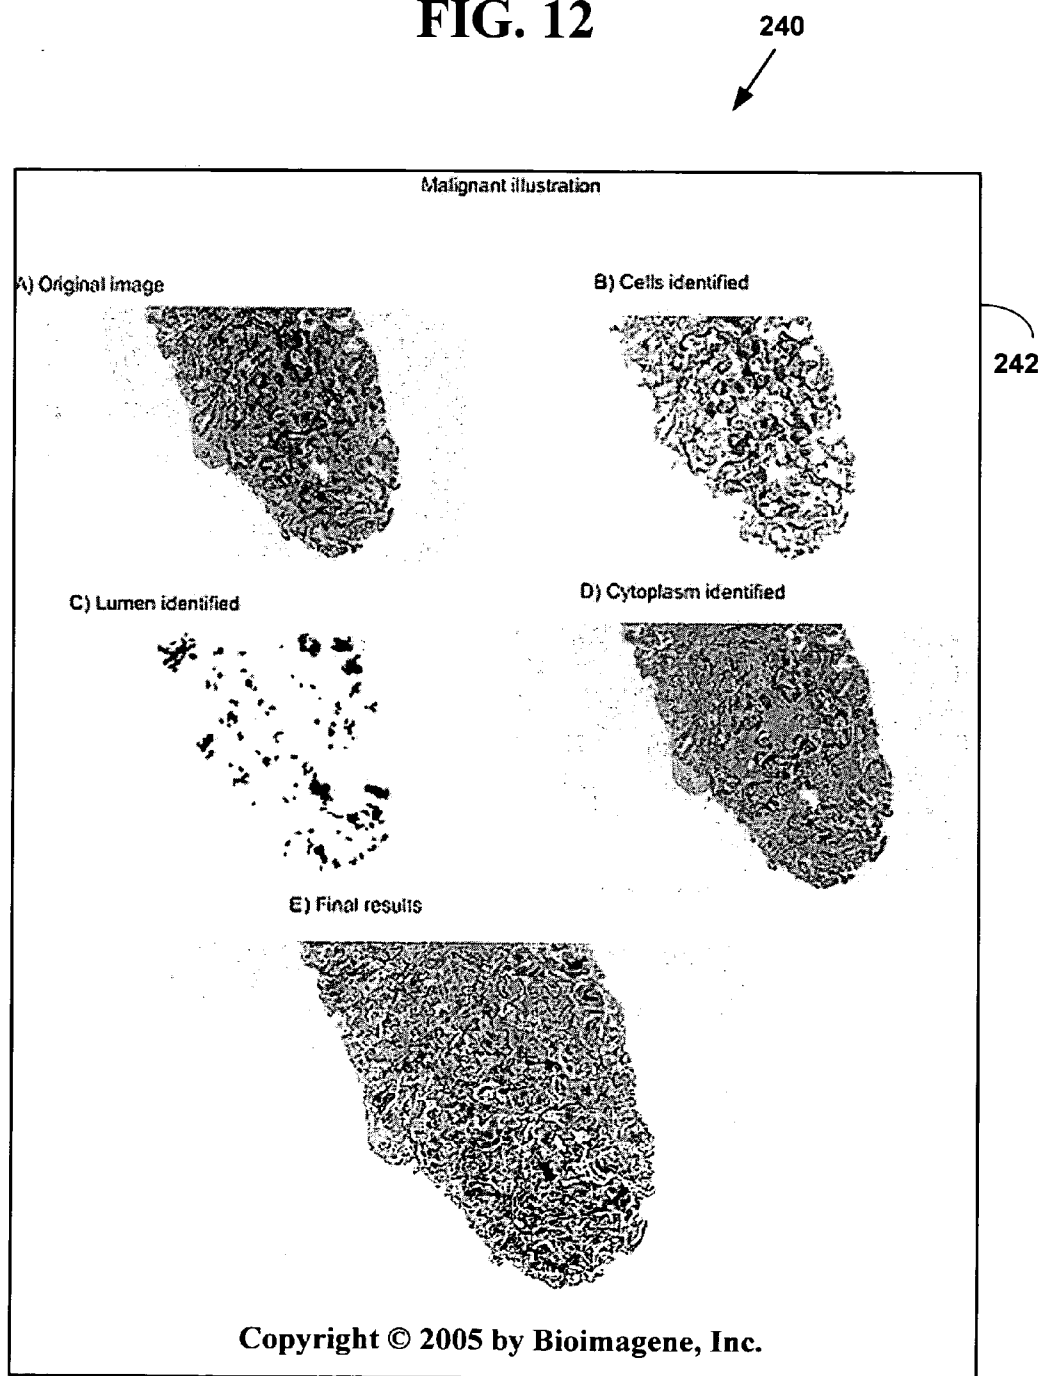 FIG. 12
240
Malignant illustration
A) Original image
B) Cells identified
242
C) Lumen identified
D) Cytoplasm identified
E) Final results
Copyright © 2005 by Bioimagene, Inc.